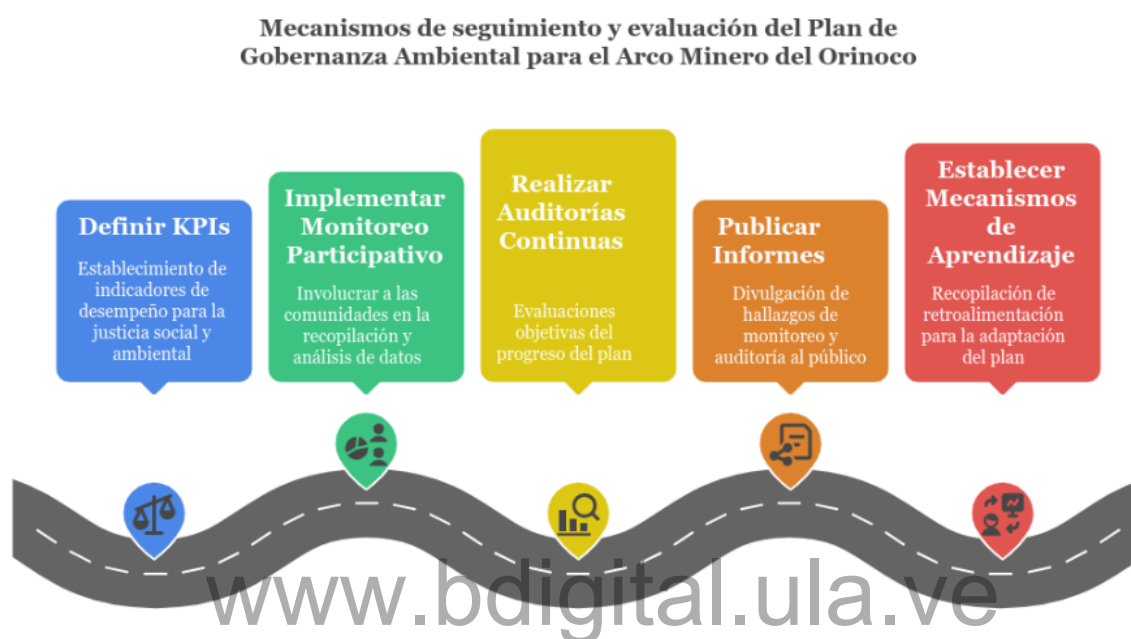 Mecanismos de seguimiento y evaluación del Plan de
Gobernanza Ambiental para el Arco Minero del Orinoco
Definir KPIs
Establecimiento de
indicadores de
desempeño para la
justicia social y
ambiental
Implementar
Monitoreo
Participativo
Involucrar a las
comunidades en la
recopilación y
análisis de datos
Realizar
Auditorías
Continuas
Evaluaciones
objetivas del
progreso del plan
Publicar
Informes
Divulgación de
hallazgos de
monitoreo y
auditoría al público
Establecer
Mecanismos
de
Aprendizaje
Recopilación de
retroalimentación
para la adaptación
del plan
www.bdigital.ula.ve